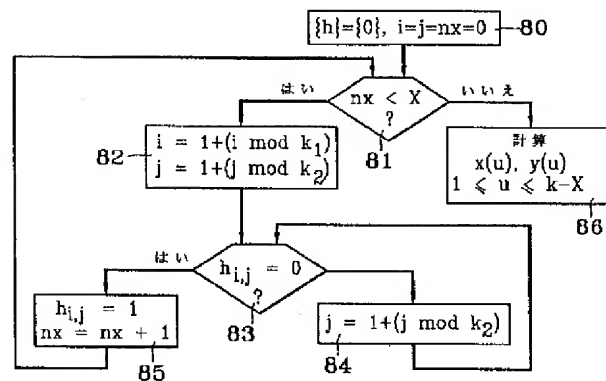 {h}={0}, i=j=nx=0
80
はい
nx < X
?
いいえ
81
82
i = 1+(i mod k₁)
j = 1+(j mod k₂)
計算
x(u), y(u)
1 ⩽ u ⩽ k-X
86
はい
hᵢ,ⱼ = 0
?
83
hᵢ,ⱼ = 1
nx = nx + 1
85
j = 1+(j mod k₂)
84